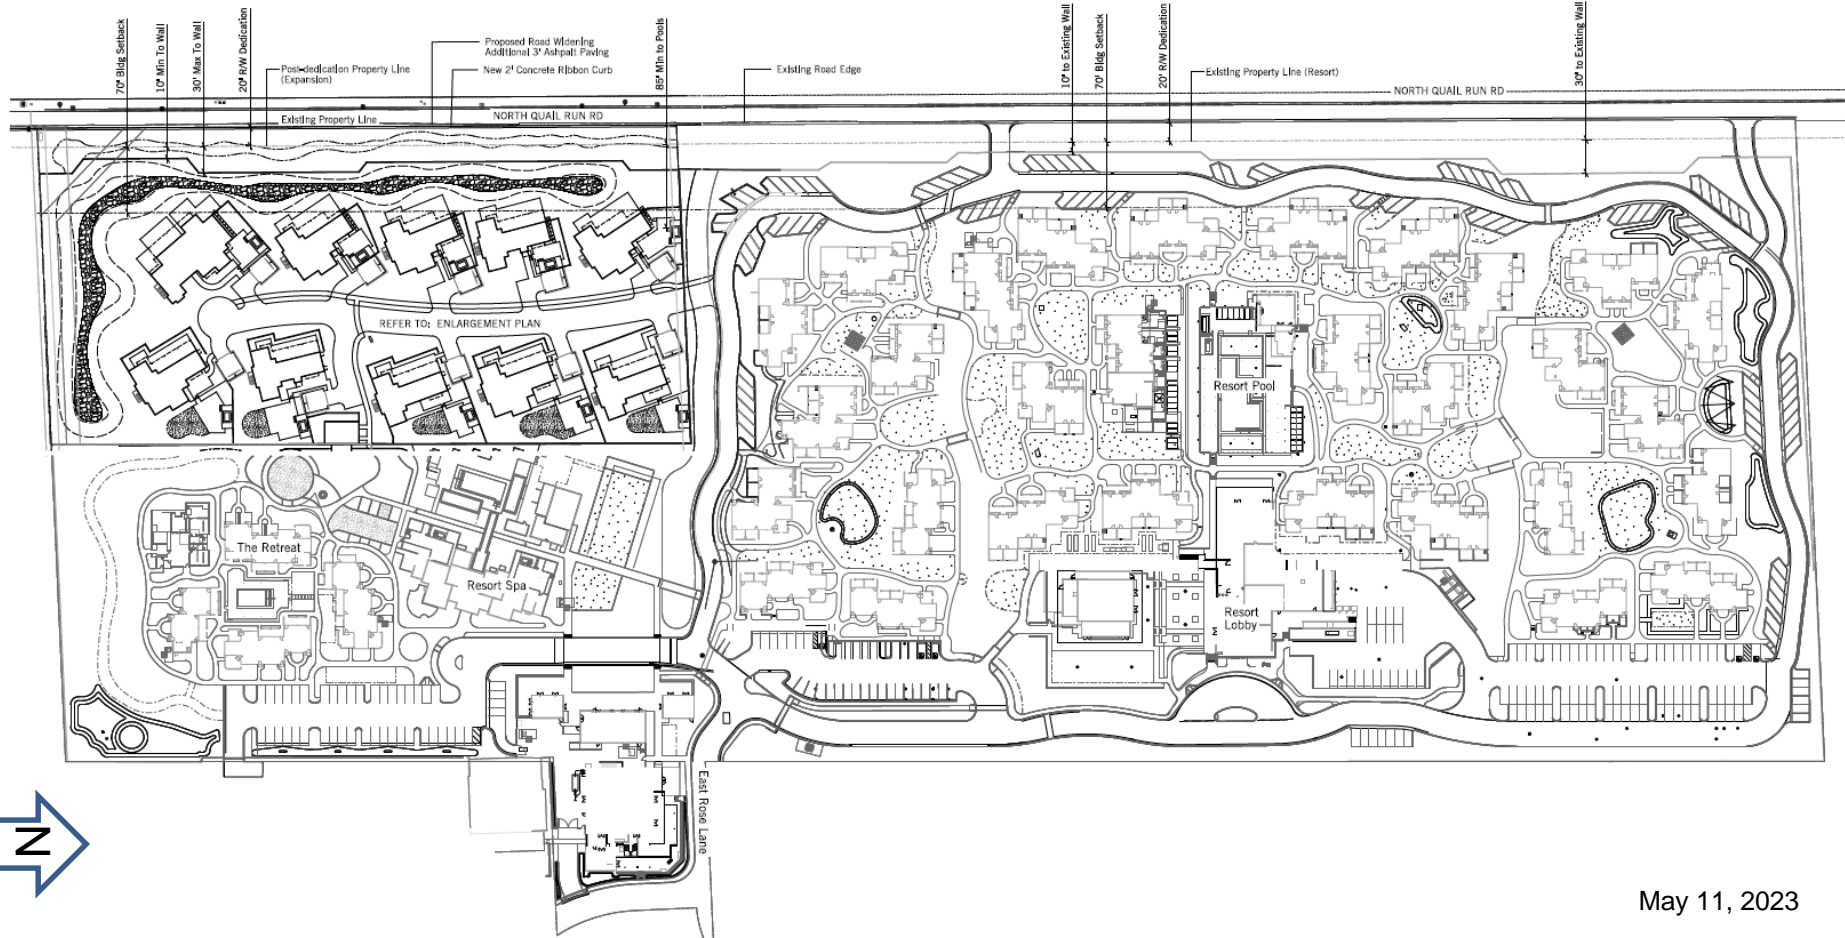 70' Bldg Setback
10' Min To Wall
30' Max To Wall
20' R/W Dedication
Post-dedication Property Line
(Expansion)
Proposed Road Widening
Additional 3' Ashpalt Paving
New 2' Concrete Ribbon Curb
85' Min to Pools
Existing Road Edge
10' to Existing Wall
70' Bldg Setback
20' R/W Dedication
Existing Property Line (Resort)
30' to Existing Wall
NORTH QUAIL RUN RD
Existing Property Line
NORTH QUAIL RUN RD
REFER TO: ENLARGEMENT PLAN
Resort Pool
The Retreat
Resort Spa
Resort
Lobby
East Rose Lane
N
May 11, 2023